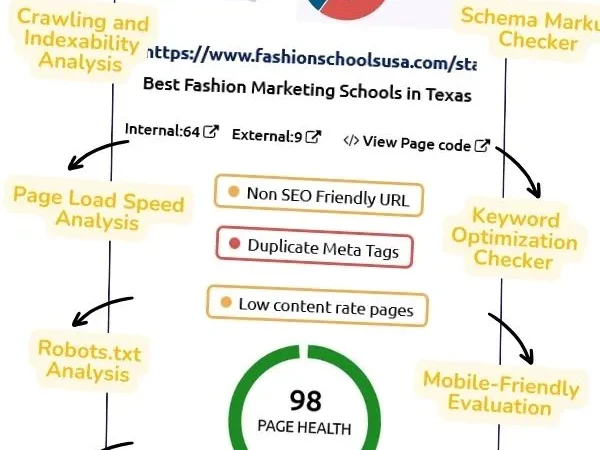 Crawling and
Indexability
Analysis
Schema Marku
Checker
https://www.fashionschoolsusa.com/sta
Best Fashion Marketing Schools in Texas
Internal:64
External:9
</> View Page code
Page Load Speed
Analysis
Non SEO Friendly URL
Keyword
Optimization
Checker
Duplicate Meta Tags
Low content rate pages
Robots.txt
Analysis
98
PAGE HEALTH
Mobile-Friendly
Evaluation